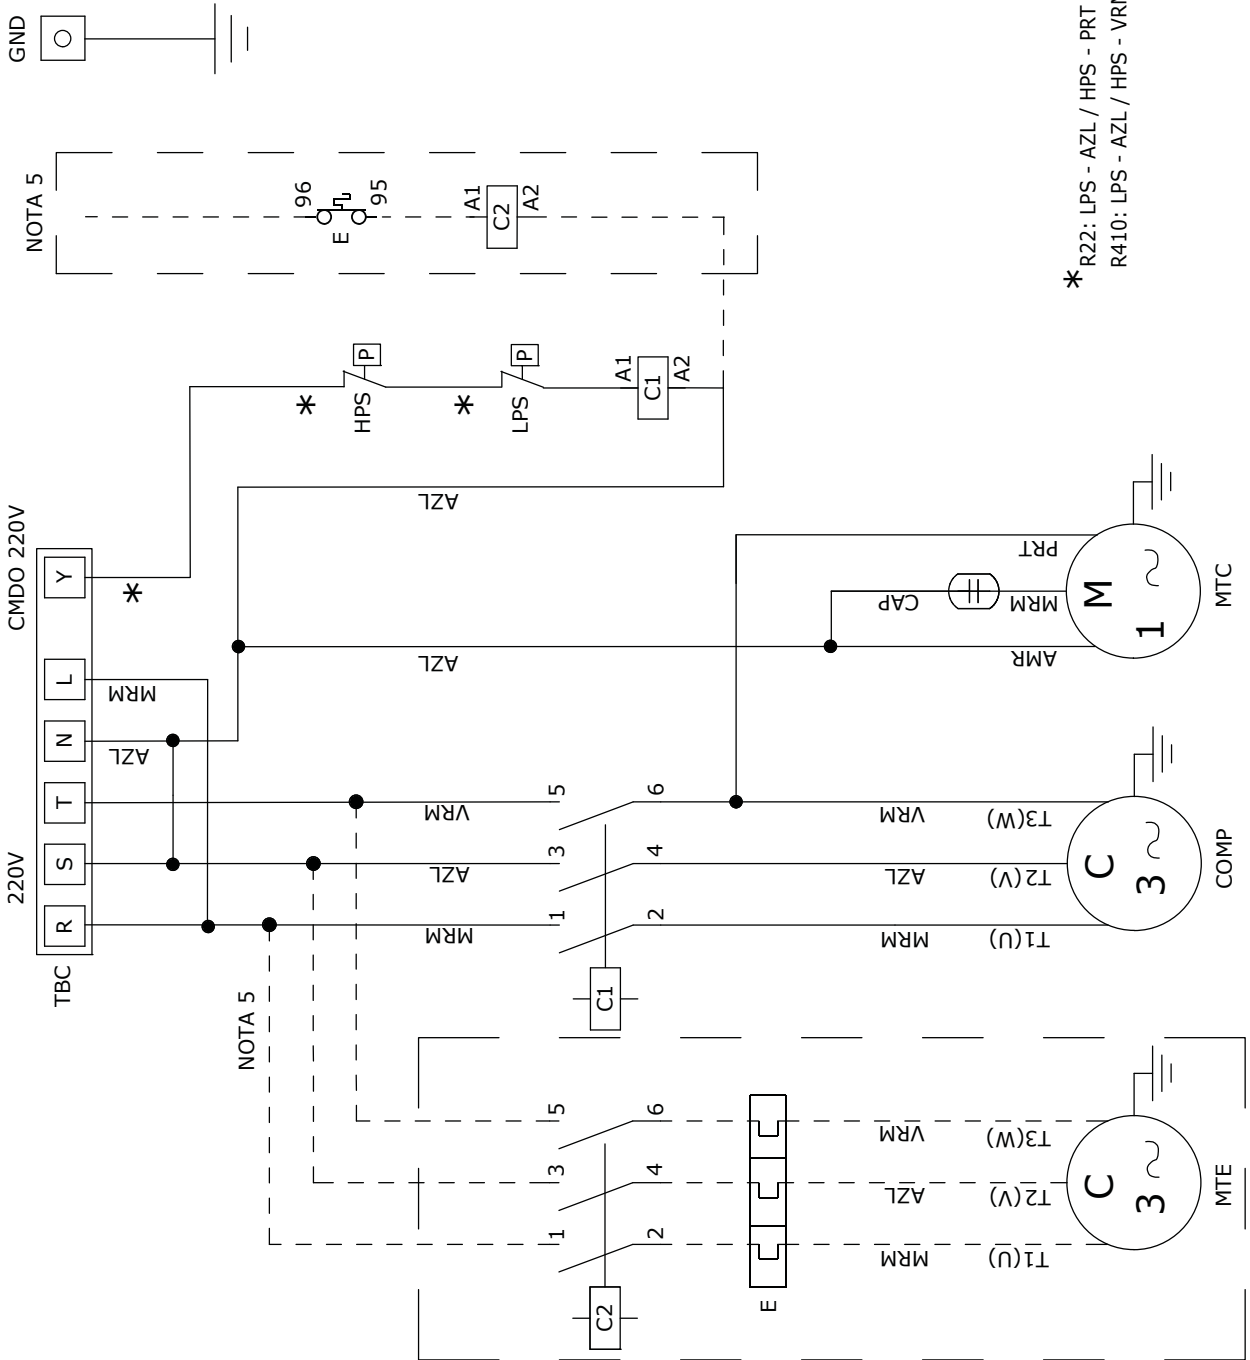 220V
CMDO 220V
NOTA 5
GND
TBC
R
S
T
N
L
Y
AZL
MRM
*
NOTA 5
*
HPS
P
E
96
95
MRM
AZL
VRM
AZL
AZL
*
LPS
P
A1
C2
A2
1
3
5
1
3
5
C2
C1
2
4
6
2
4
6
A1
C1
A2
E
MRM
AZL
VRM
MRM
AZL
VRM
CAP
T1(U)
T2(V)
T3(W)
T1(U)
T2(V)
T3(W)
AMR
MRM
PRT
C
3
C
3
M
1
MTE
COMP
MTC
* R22: LPS - AZL / HPS - PRT
R410: LPS - AZL / HPS -